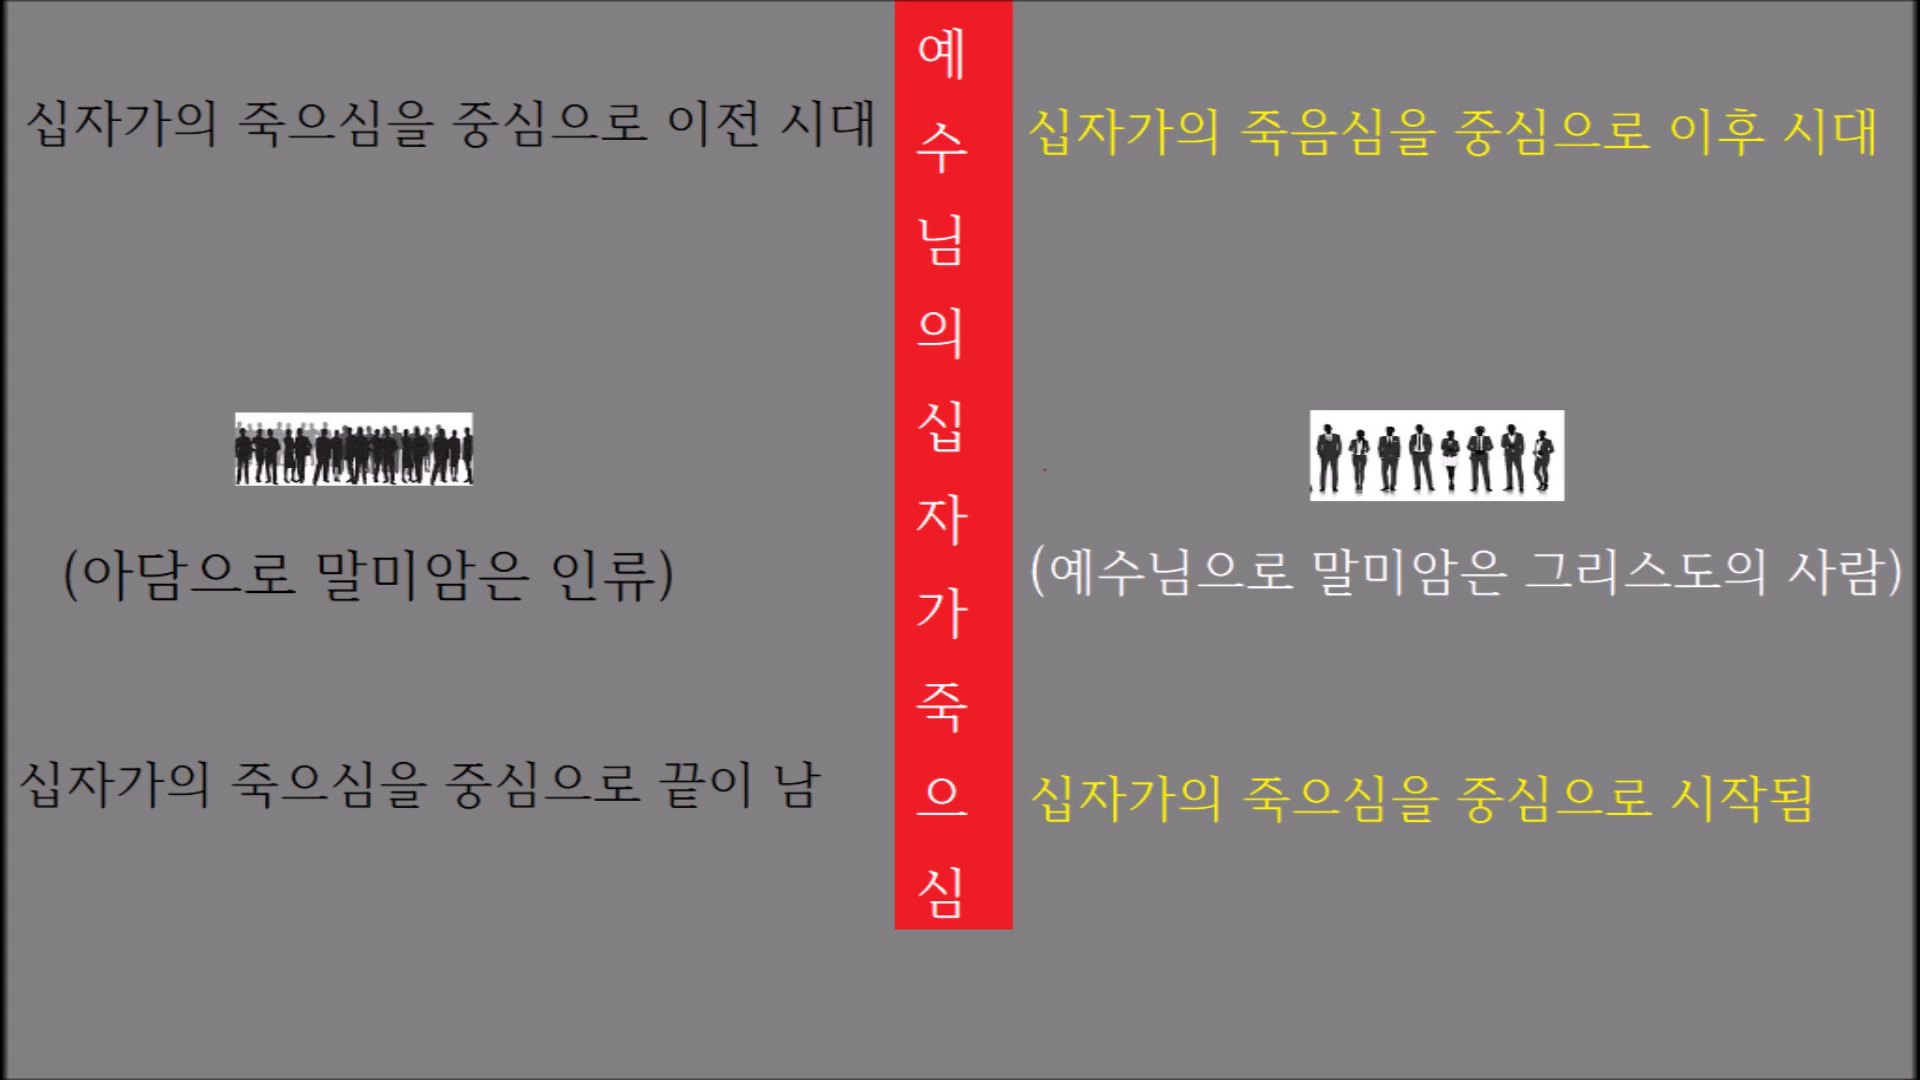 십자가의 죽으심을 중심으로 이전 시대
(아담으로 말미암은 인류)
십자가의 죽으심을 중심으로 끝이 남
예
수
님
의
십
자
가
죽
으
심
십자가의 죽음심을 중심으로 이후 시대
(예수님으로 말미암은 그리스도의 사람)
십자가의 죽으심을 중심으로 시작됨